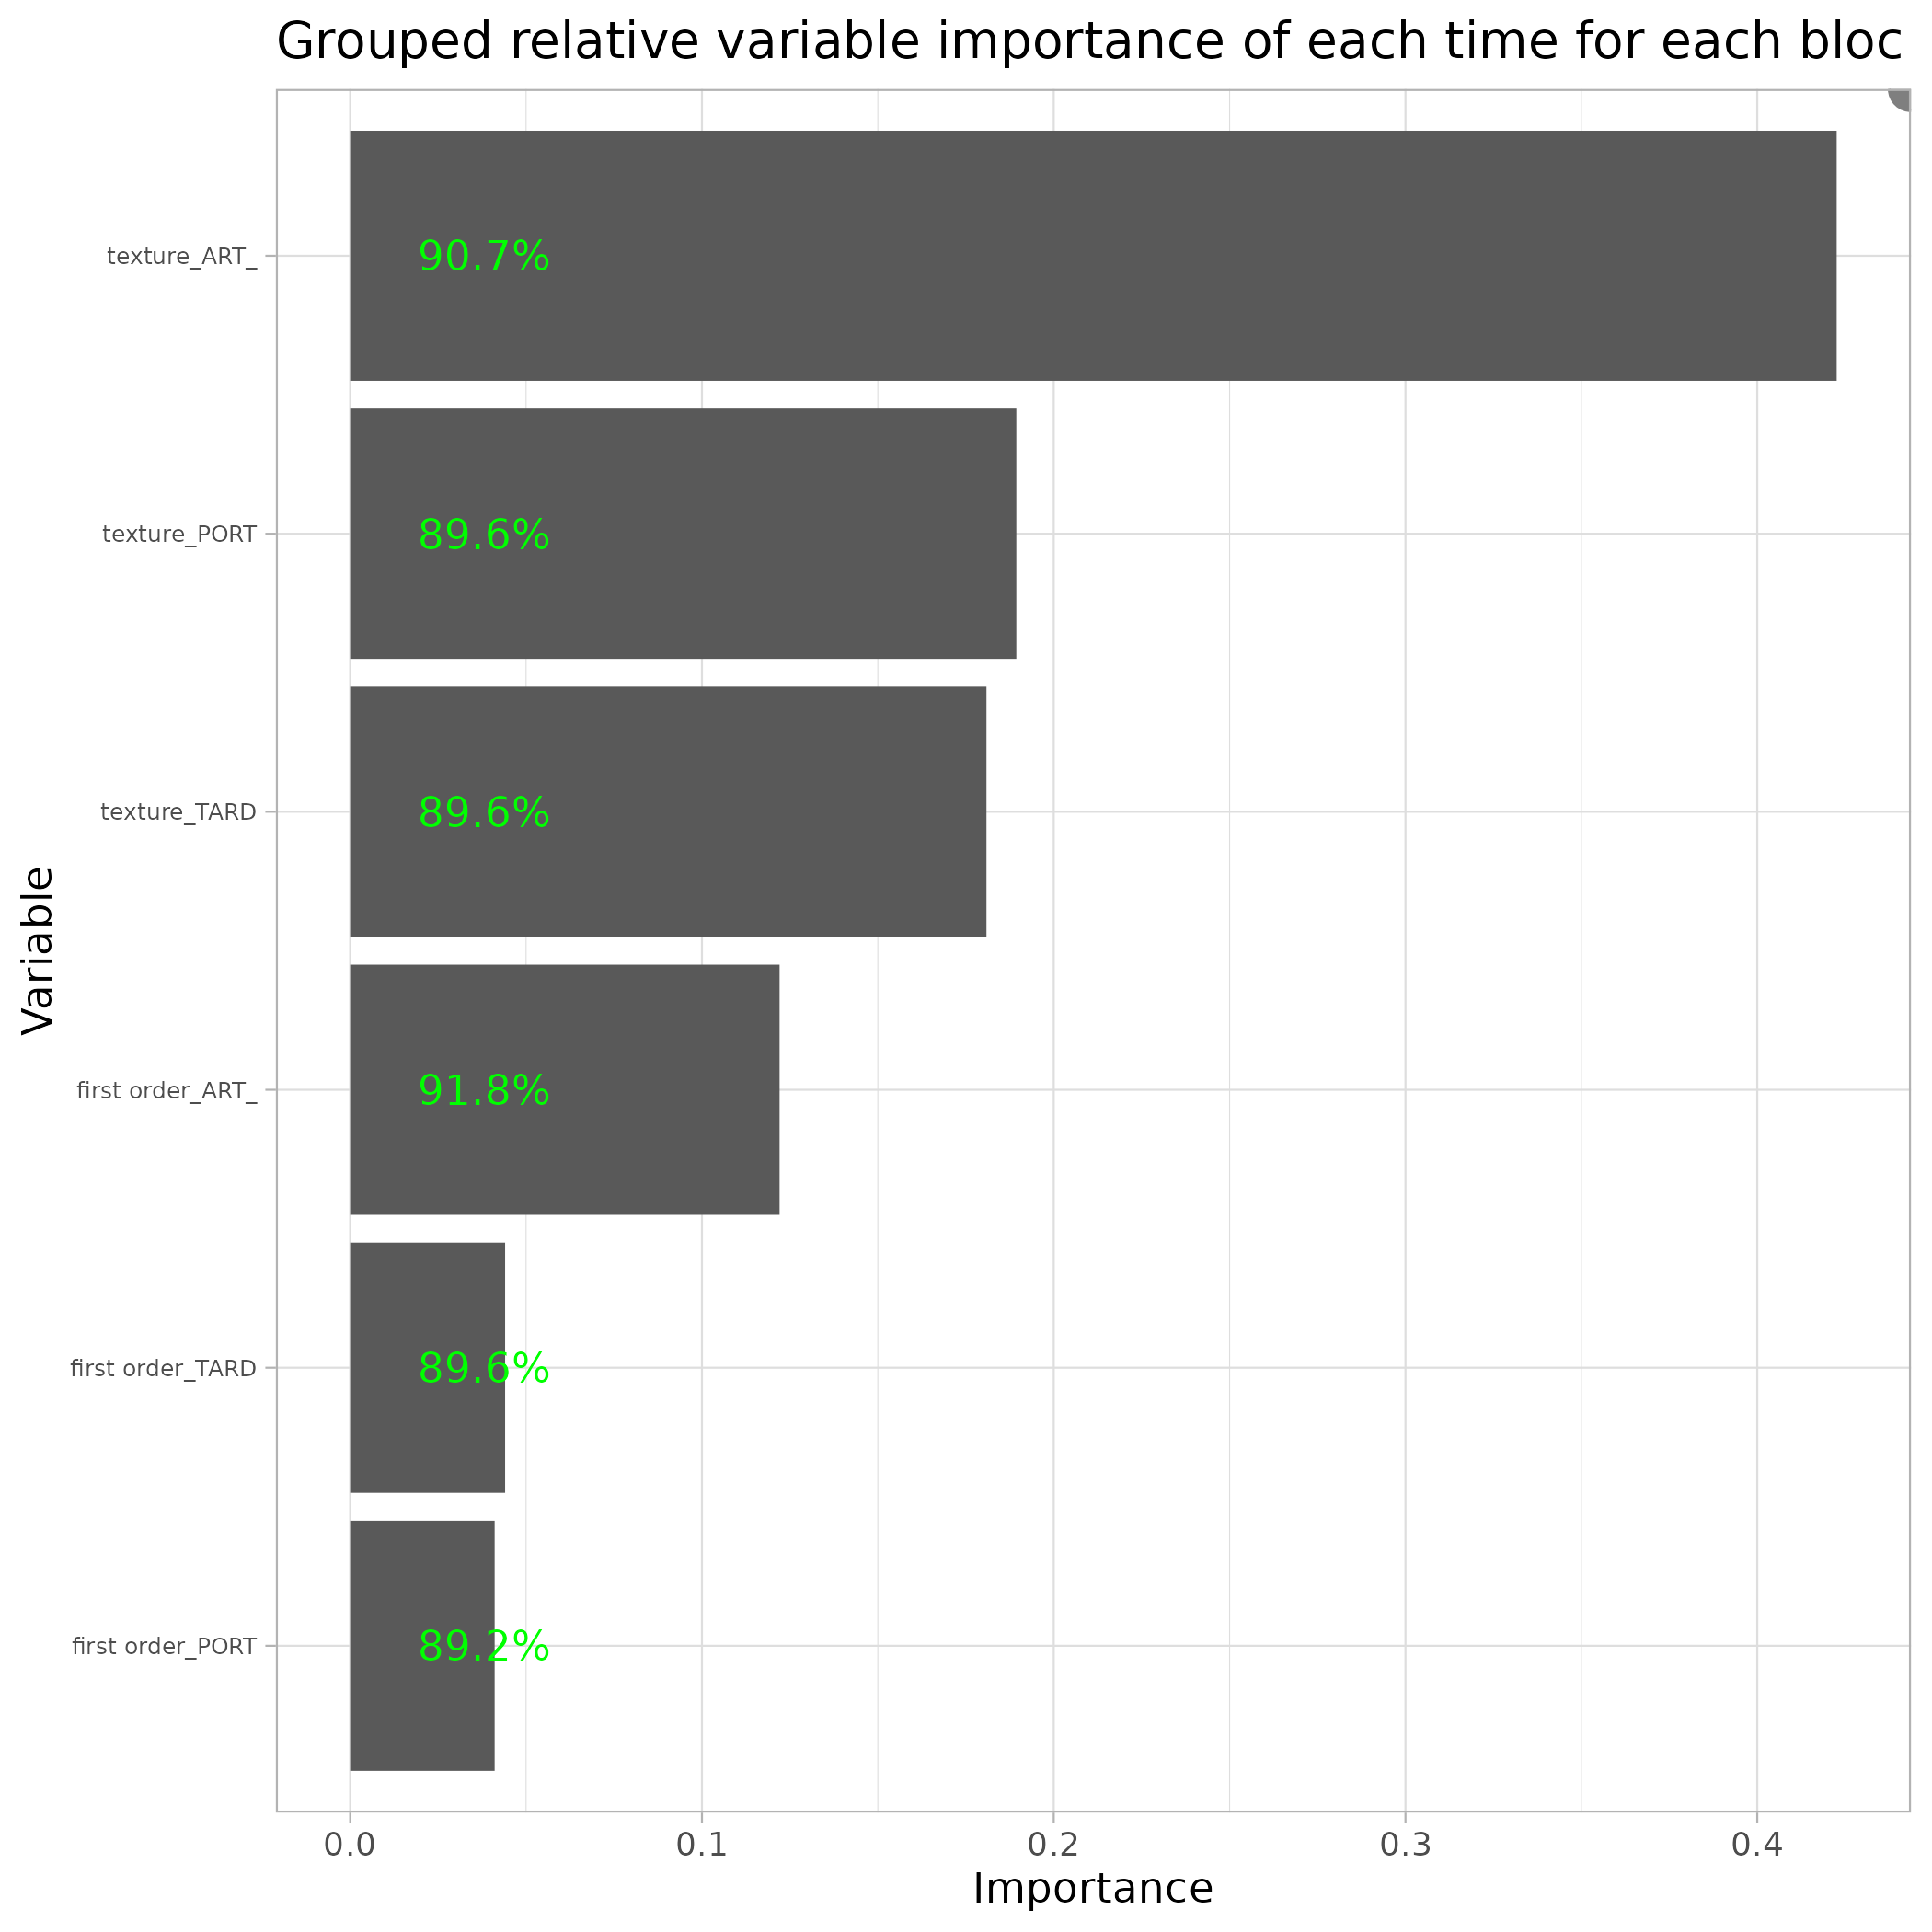 Grouped relative variable importance of each time for each bloc
texture_ART_
90.7%
texture_PORT
89.6%
texture_TARD
89.6%
first order_ART_
91.8%
first order_TARD
89.6%
first order_PORT
89.2%
Variable
0.0 0.1 0.2 0.3 0.4
Importance